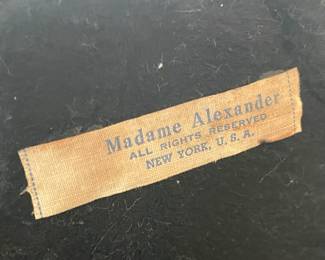 Madame Alexander
ALL RIGHTS RESERVED
NEW YORK, U. S. A.